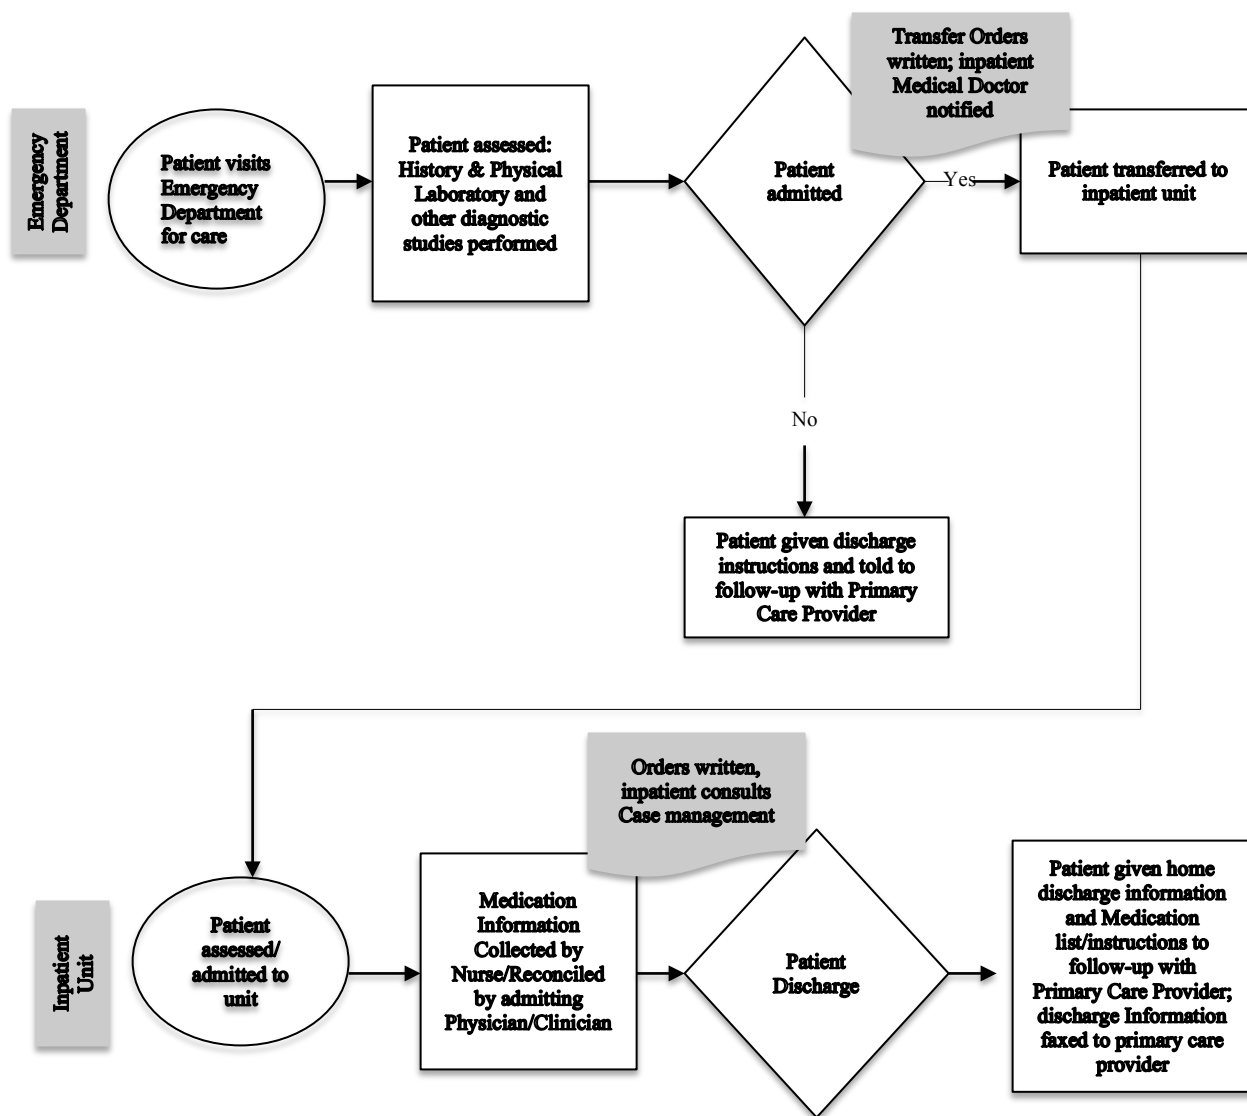 Emergency
Department
Patient visits
Emergency
Department
for care
Patient assessed:
History & Physical
Laboratory and
other diagnostic
studies performed
Patient
admitted
Transfer Orders
written; inpatient
Medical Doctor
notified
Yes
Patient transferred to
inpatient unit
No
Patient given discharge
instructions and told to
follow-up with Primary
Care Provider
Inpatient
Unit
Patient
assessed/
admitted to
unit
Medication
Information
Collected by
Nurse/Reconciled
by admitting
Physician/Clinician
Orders written,
inpatient consults
Case management
Patient
Discharge
Patient given home
discharge information
and Medication
list/instructions to
follow-up with
Primary Care Provider;
discharge Information
faxed to primary care
provider